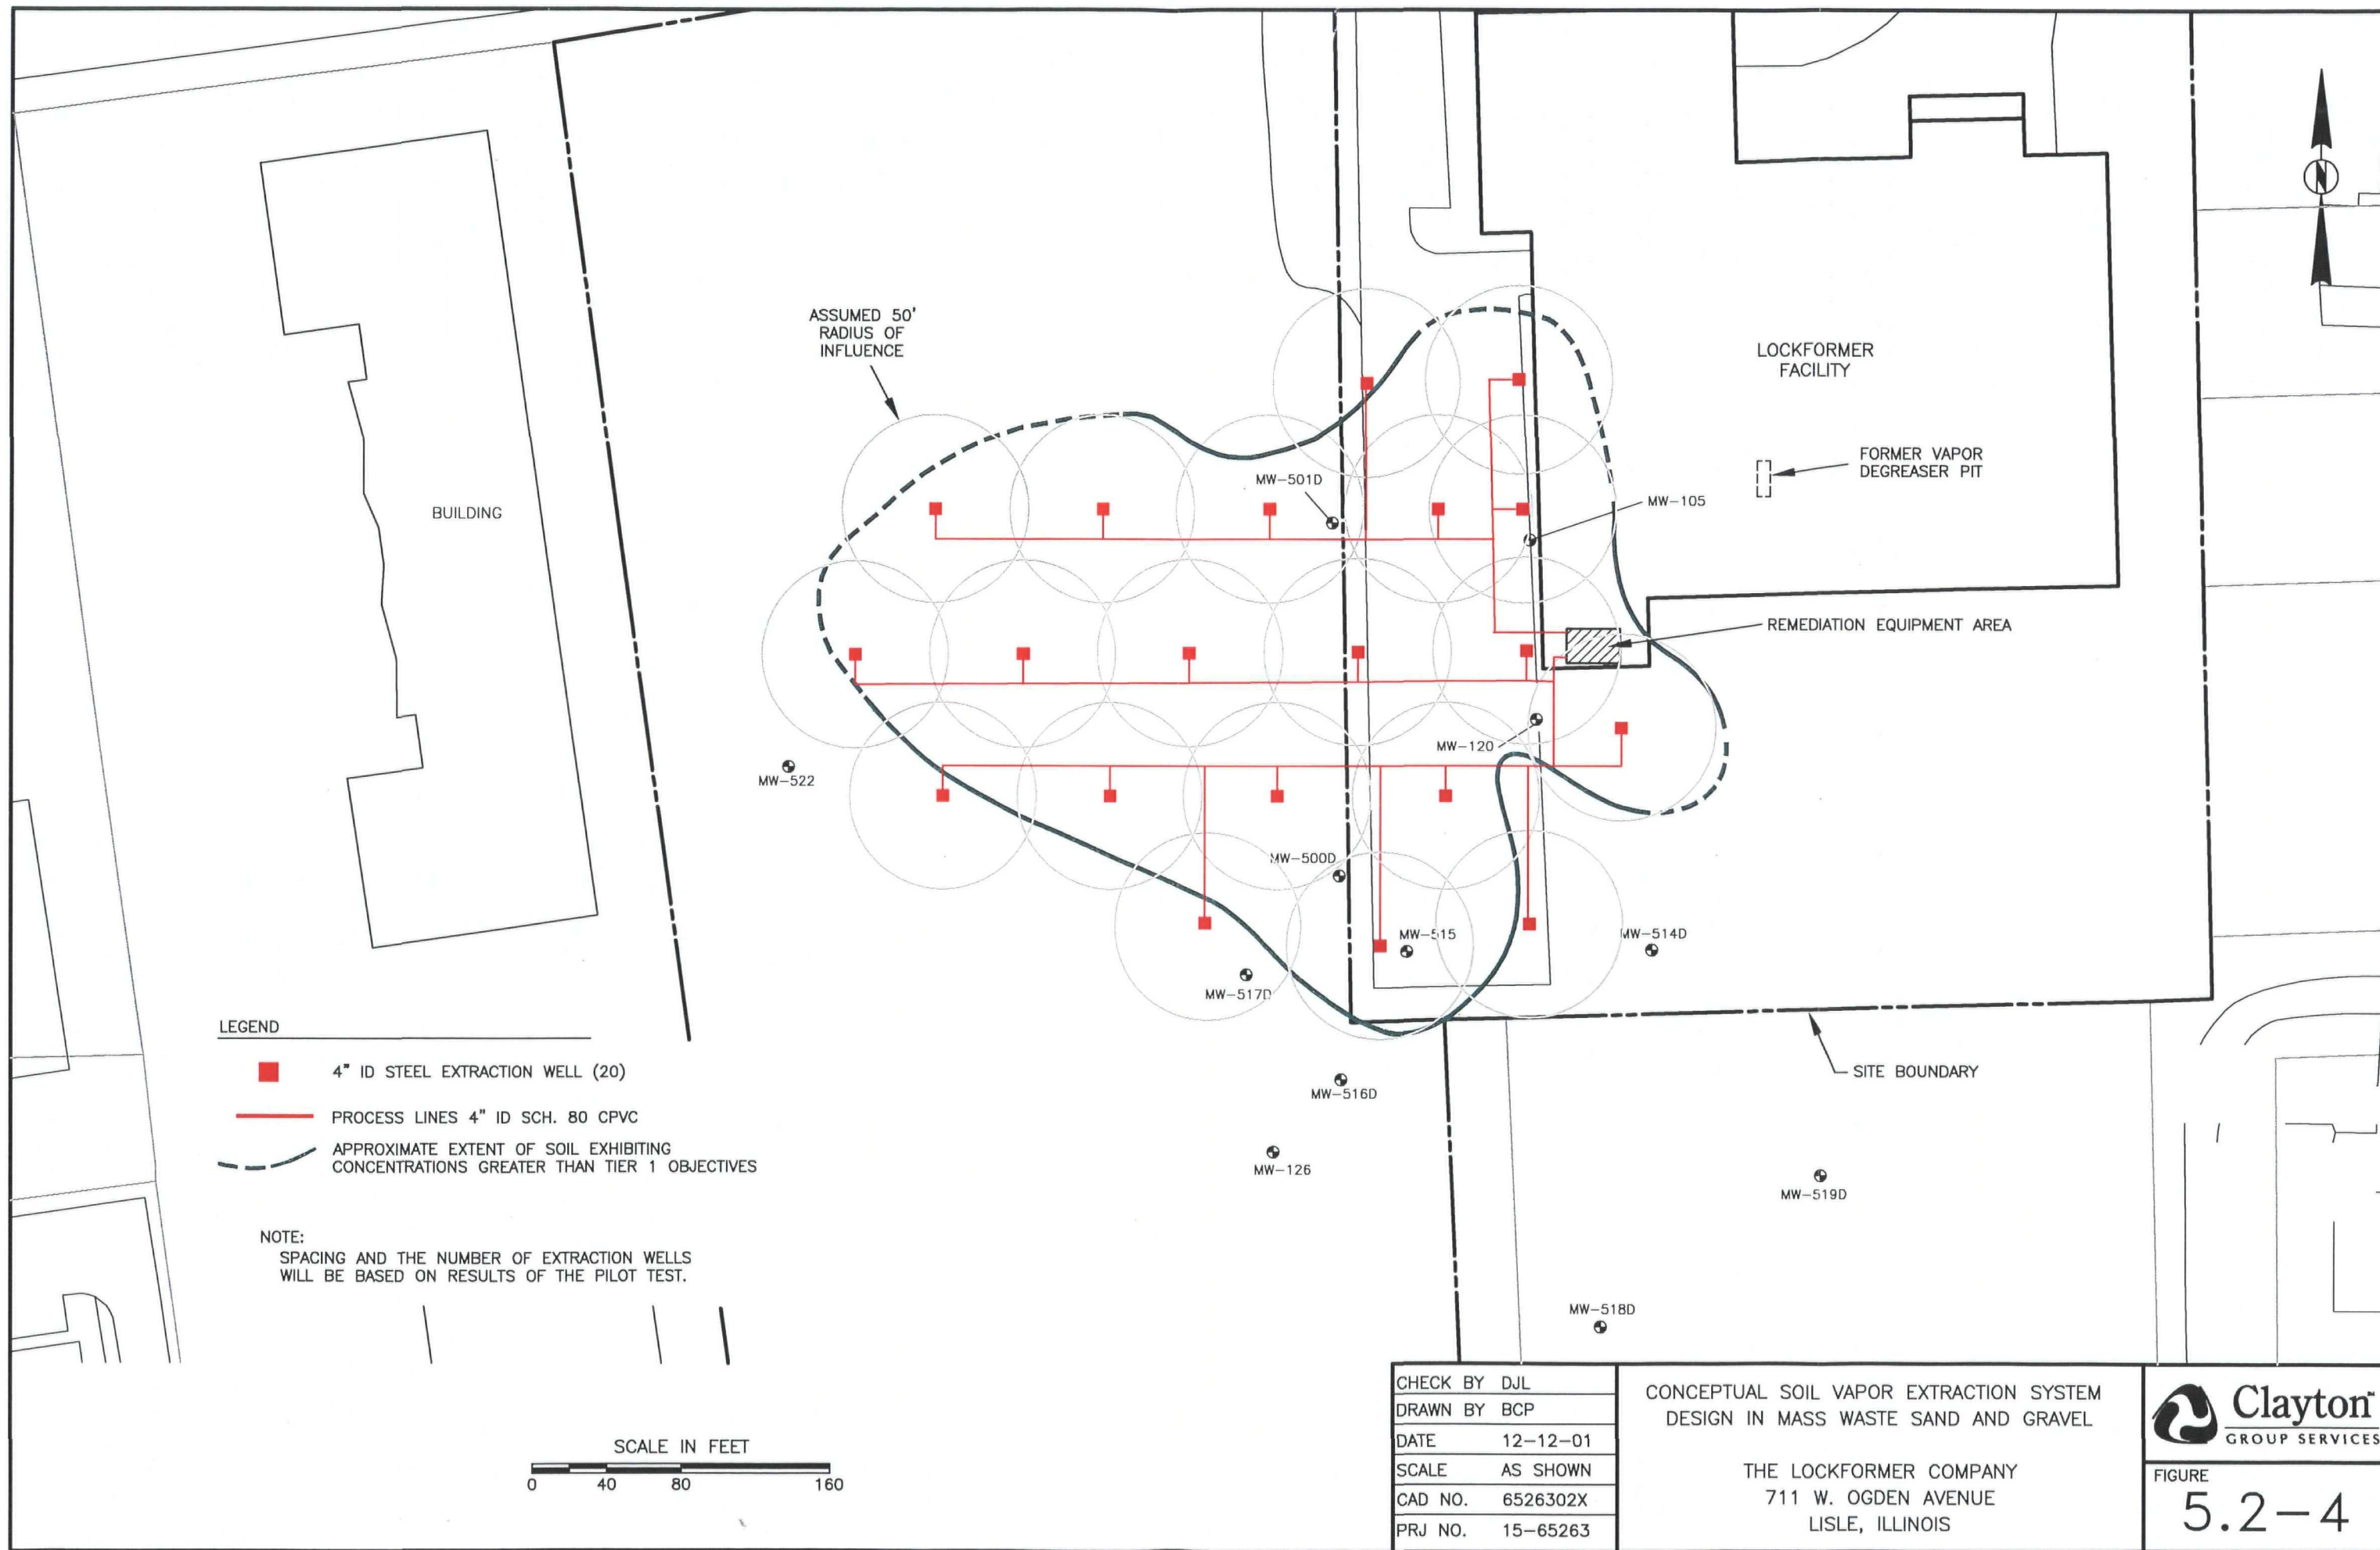 ASSUMED 50'
RADIUS OF
INFLUENCE
LOCKFORMER
FACILITY
FORMER VAPOR
DEGREASER PIT
MW-501D
MW-105
BUILDING
REMEDIATION EQUIPMENT AREA
MW-120
MW-522
MW-500D
MW-515
MW-514D
MW-517D
SITE BOUNDARY
MW-516D
MW-126
MW-519D
MW-518D
N
LEGEND
4" ID STEEL EXTRACTION WELL (20)
PROCESS LINES 4" ID SCH. 80 CPVC
APPROXIMATE EXTENT OF SOIL EXHIBITING
CONCENTRATIONS GREATER THAN TIER 1 OBJECTIVES
NOTE:
SPACING AND THE NUMBER OF EXTRACTION WELLS
WILL BE BASED ON RESULTS OF THE PILOT TEST.
SCALE IN FEET
0 40 80 160
CHECK BY DJL
DRAWN BY BCP
DATE 12-12-01
SCALE AS SHOWN
CAD NO. 6526302X
PRJ NO. 15-65263
CONCEPTUAL SOIL VAPOR EXTRACTION SYSTEM
DESIGN IN MASS WASTE SAND AND GRAVEL
THE LOCKFORMER COMPANY
711 W. OGDEN AVENUE
LISLE, ILLINOIS
Clayton
GROUP SERVICES
FIGURE
5.2-4